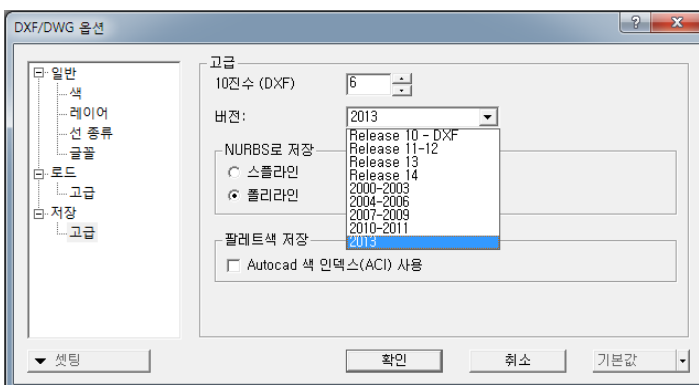 DXF/DWG 옵션
일반
색
레이어
선 종류
글꼴
로드
고급
저장
고급
고급
10진수 (DXF)
6
버전:
2013
Release 10 - DXF
Release 11-12
Release 13
Release 14
2000-2003
2004-2006
2007-2009
2010-2011
2013
NURBS로 저장
스플라인
폴리라인
팔레트색 저장
Autocad 색 인덱스(ACI) 사용
셋팅
확인
취소
기본값